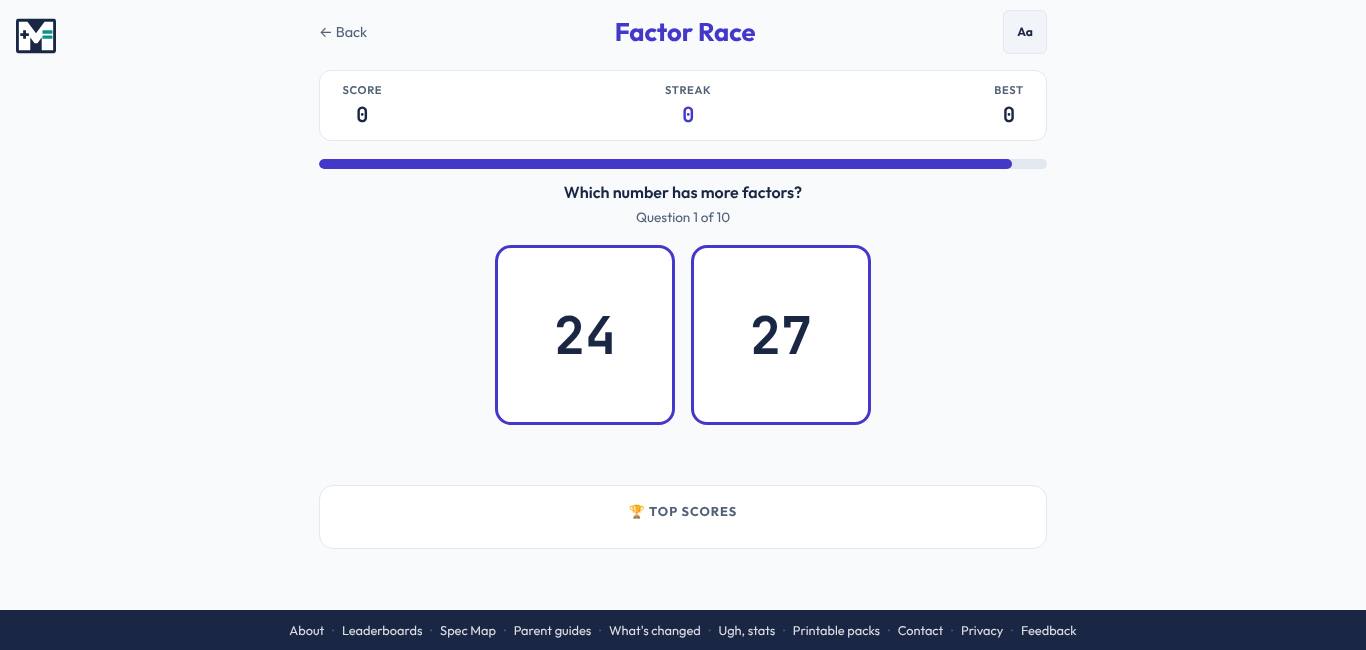 ← Back
Factor Race
Aa
SCORE
0
STREAK
0
BEST
0
Which number has more factors?
Question 1 of 10
24
27
🏆 TOP SCORES
About · Leaderboards · Spec Map · Parent guides · What's changed · Ugh, stats · Printable packs · Contact · Privacy · Feedback